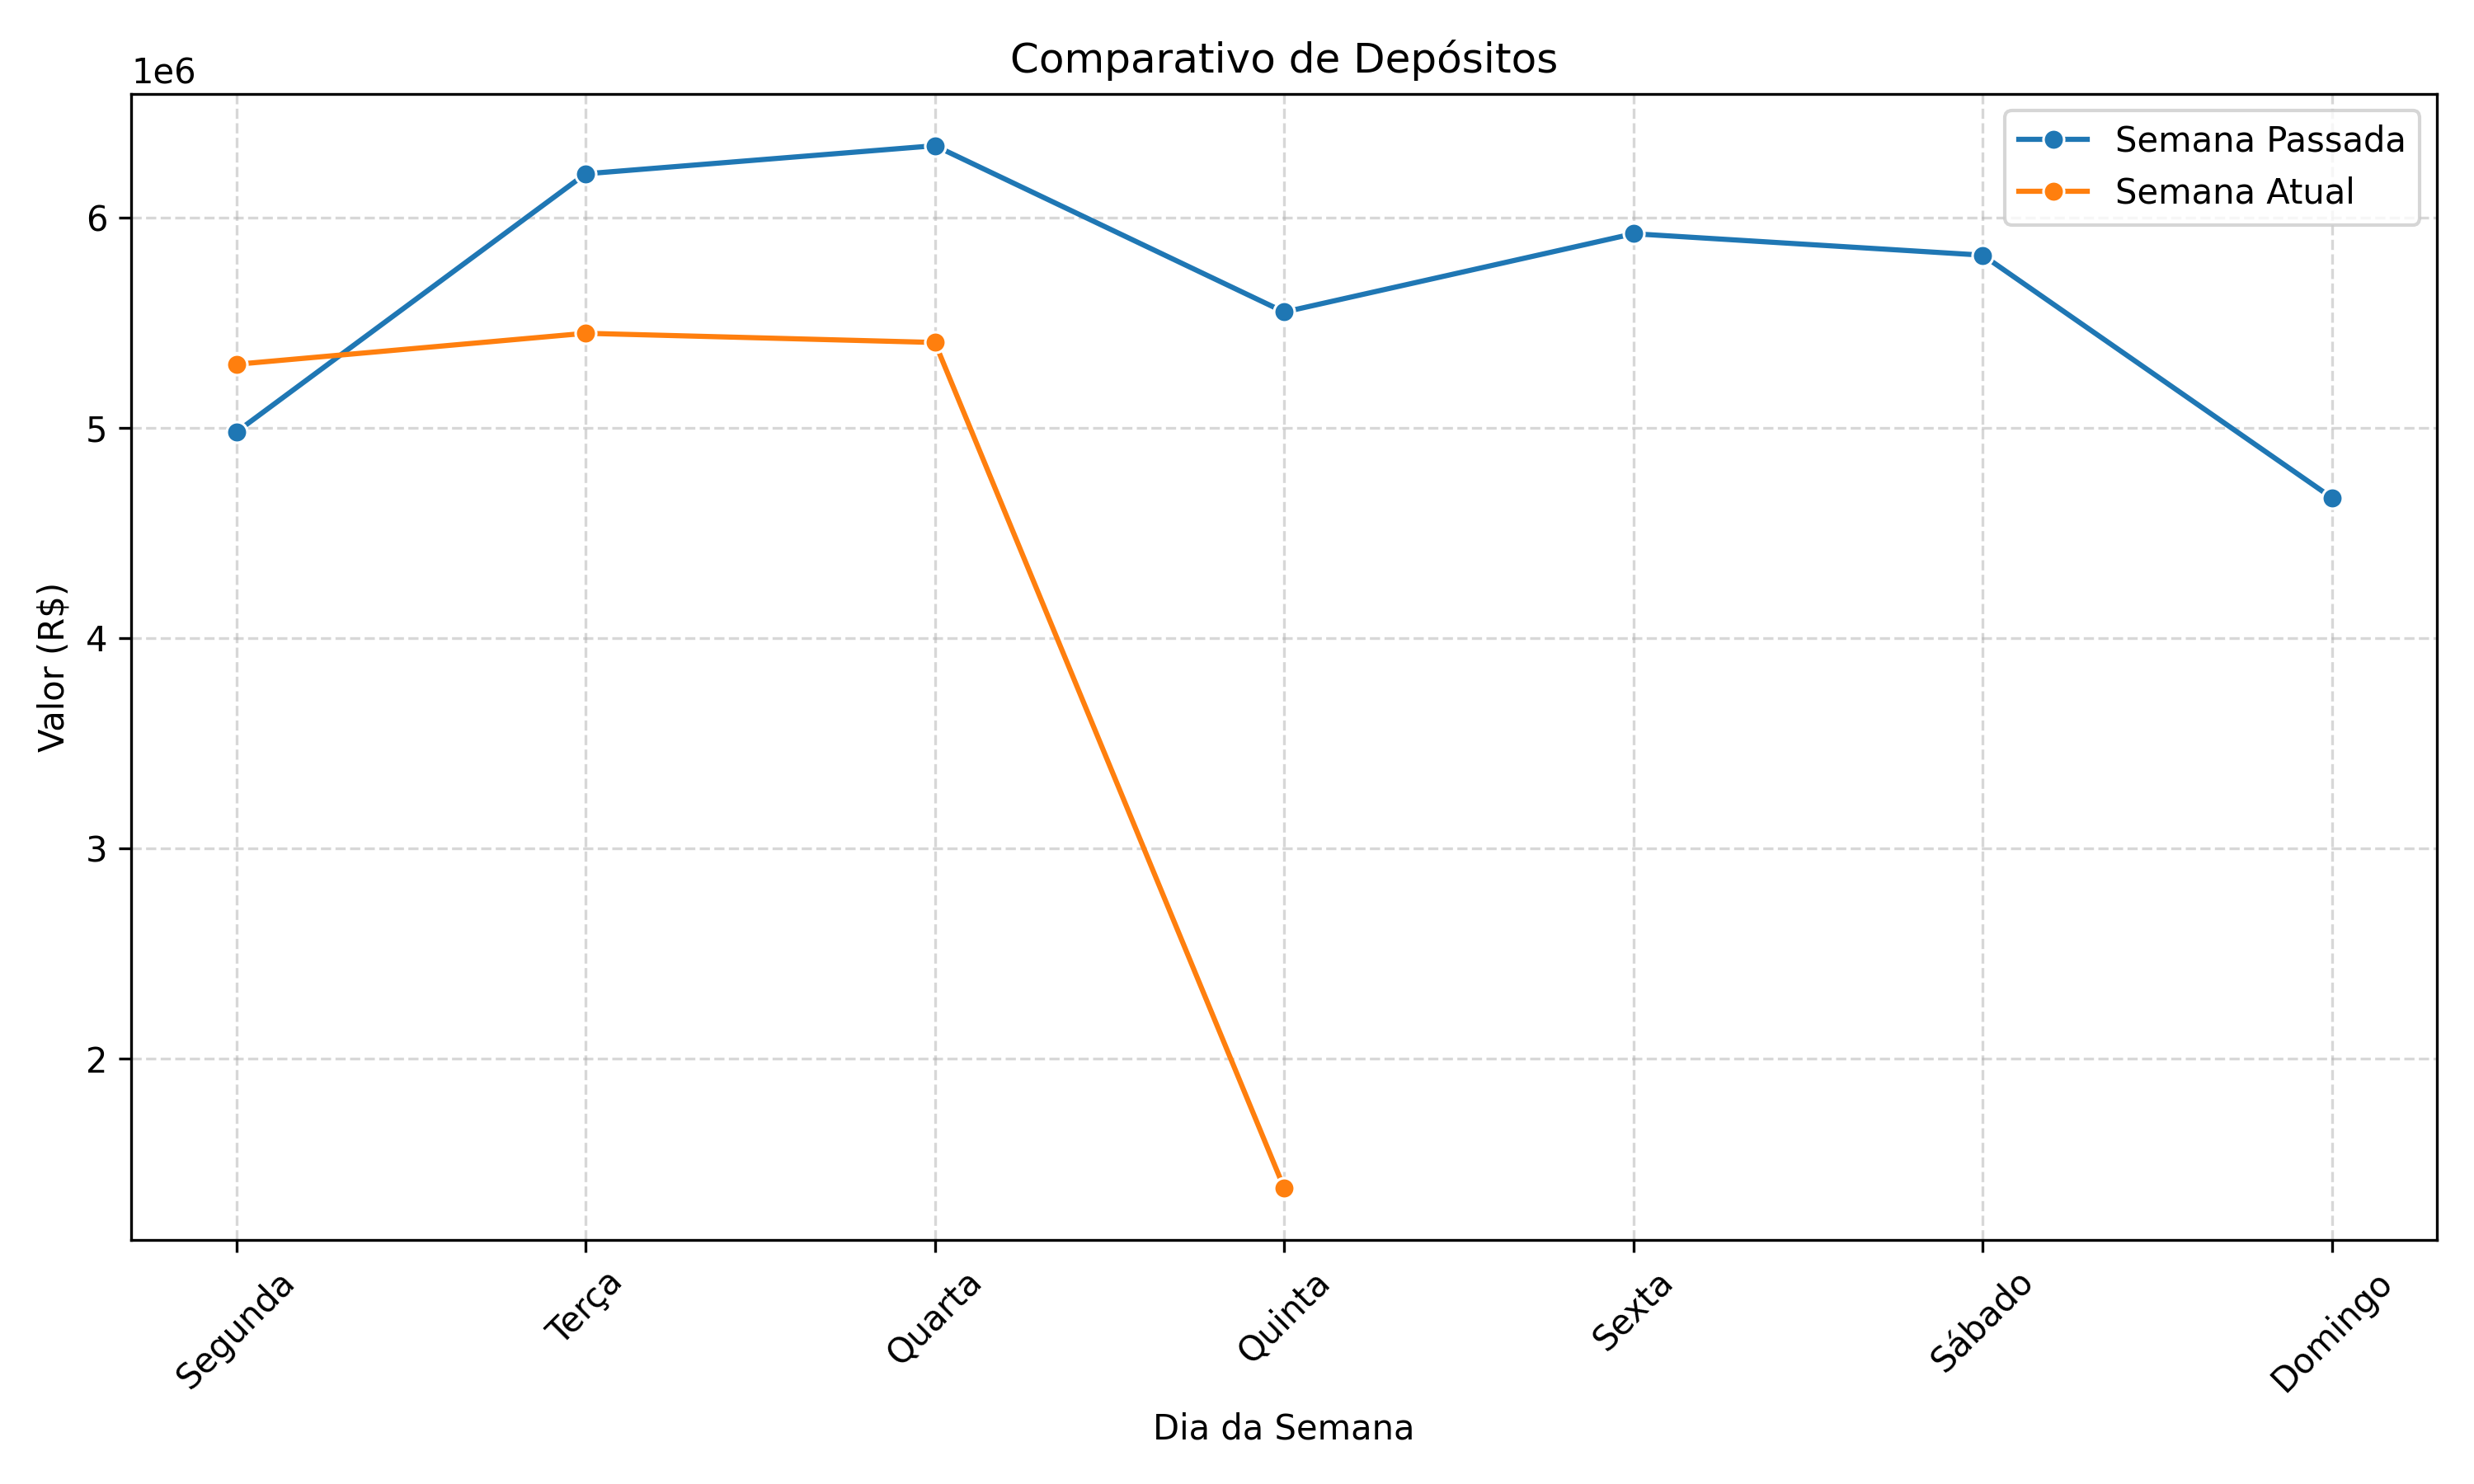 Comparativo de Depósitos
1e6
Semana Passada
Semana Atual
6
5
4
3
2
Valor (R$)
Segunda
Terça
Quarta
Quinta
Sexta
Sábado
Domingo
Dia da Semana